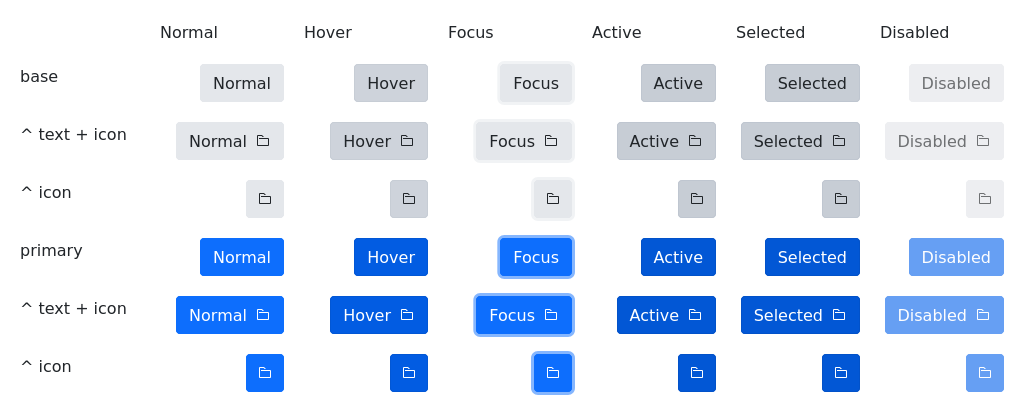 Normal Hover Focus Active Selected Disabled
base Normal Hover Focus Active Selected Disabled
^ text + icon Normal Hover Focus Active Selected Disabled
^ icon
primary Normal Hover Focus Active Selected Disabled
^ text + icon Normal Hover Focus Active Selected Disabled
^ icon